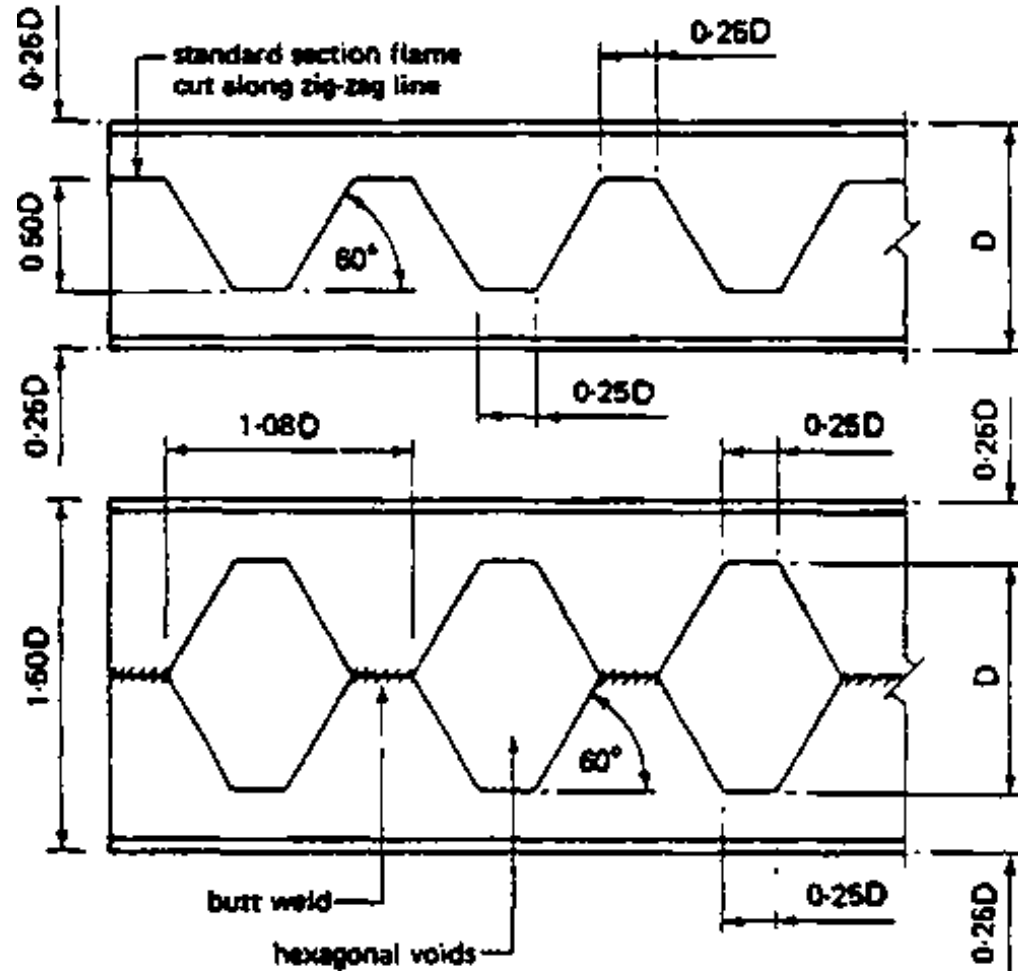 0·25D
standard section flame
cut along zig-zag line
0·25D
0·50D
60°
D
0·25D
0·25D
1·08D
0·25D
0·25D
1·50D
60°
D
butt weld
hexagonal voids
0·25D
0·25D